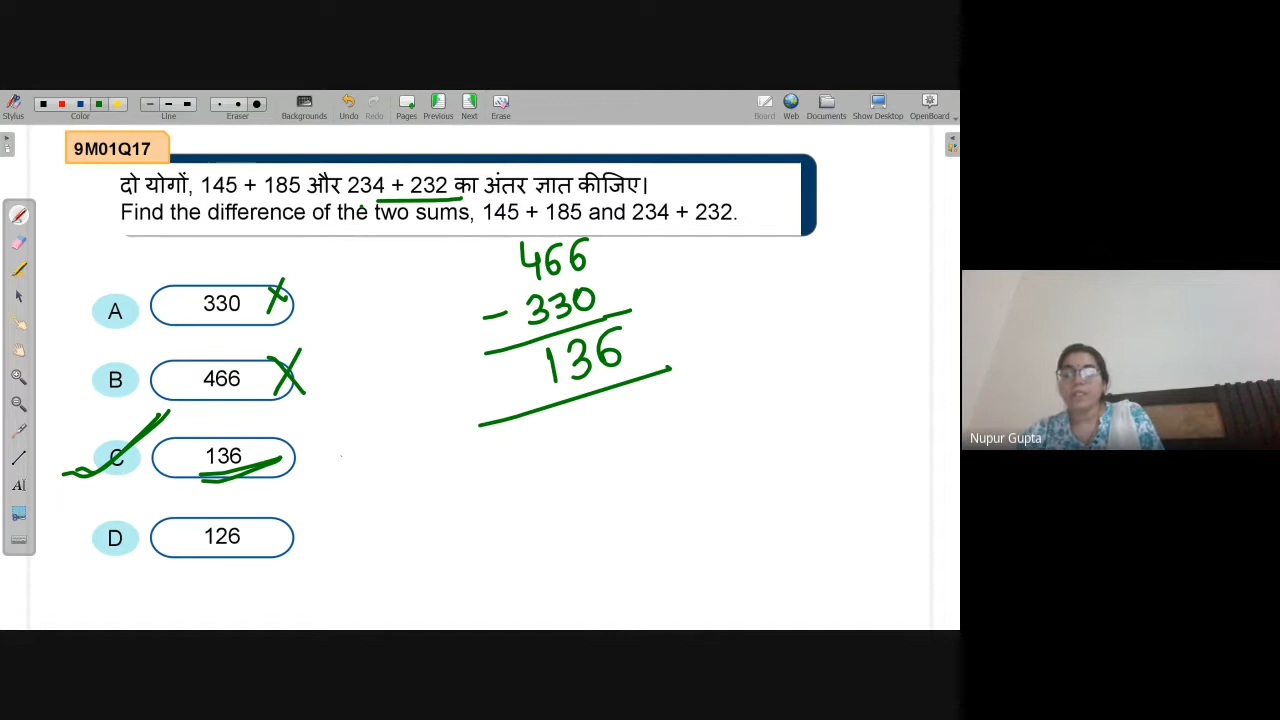 Stylus
Color
Line
Eraser
Backgrounds
Undo
Redo
Pages
Previous
Next
Erase
Board
Web
Documents
Show Desktop
OpenBoard
9M01Q17
दो योगों, 145 + 185 और 234 + 232 का अंतर ज्ञात कीजिए।
Find the difference of the two sums, 145 + 185 and 234 + 232.
466
- 330
136
A 330
B 466
C 136
D 126
Nupur Gupta